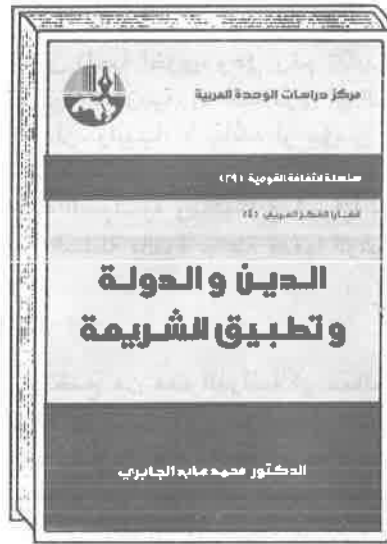 مركز دراسات الوحدة العربية
سلسلة الثقافة القومية (٢٩)
قضايا الفكر العربي (٤)
الدين والدولة
وتطبيق الشريعة
الدكتور محمد عابد الجابري